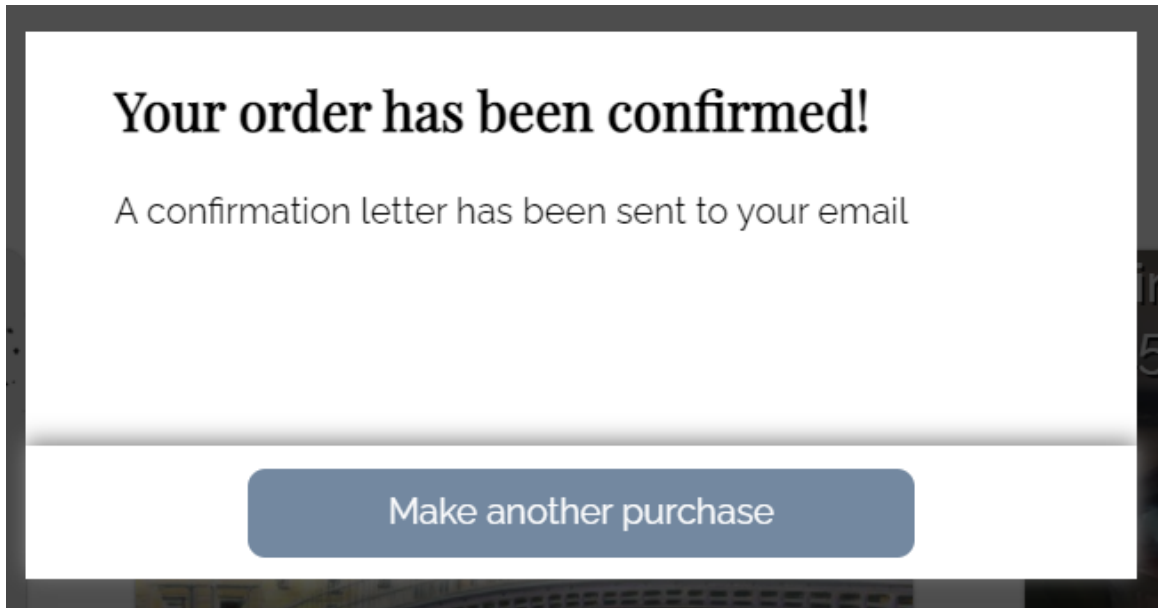 Your order has been confirmed!
A confirmation letter has been sent to your email
Make another purchase